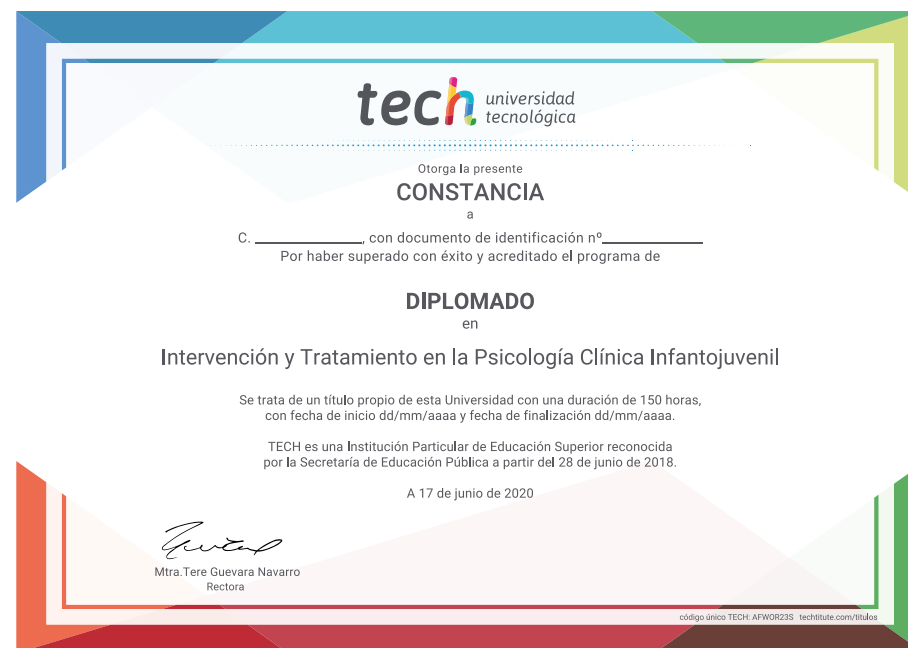 tech universidad
tecnológica
Otorga la presente
CONSTANCIA
a
C. ______________, con documento de identificación nº_____________
Por haber superado con éxito y acreditado el programa de
DIPLOMADO
en
Intervención y Tratamiento en la Psicología Clínica Infantojuvenil
Se trata de un título propio de esta Universidad con una duración de 150 horas,
con fecha de inicio dd/mm/aaaa y fecha de finalización dd/mm/aaaa.
TECH es una Institución Particular de Educación Superior reconocida
por la Secretaría de Educación Pública a partir del 28 de junio de 2018.
A 17 de junio de 2020
Mtra.Tere Guevara Navarro
Rectora
código único TECH: AFWOR23S techtitute.com/titulos